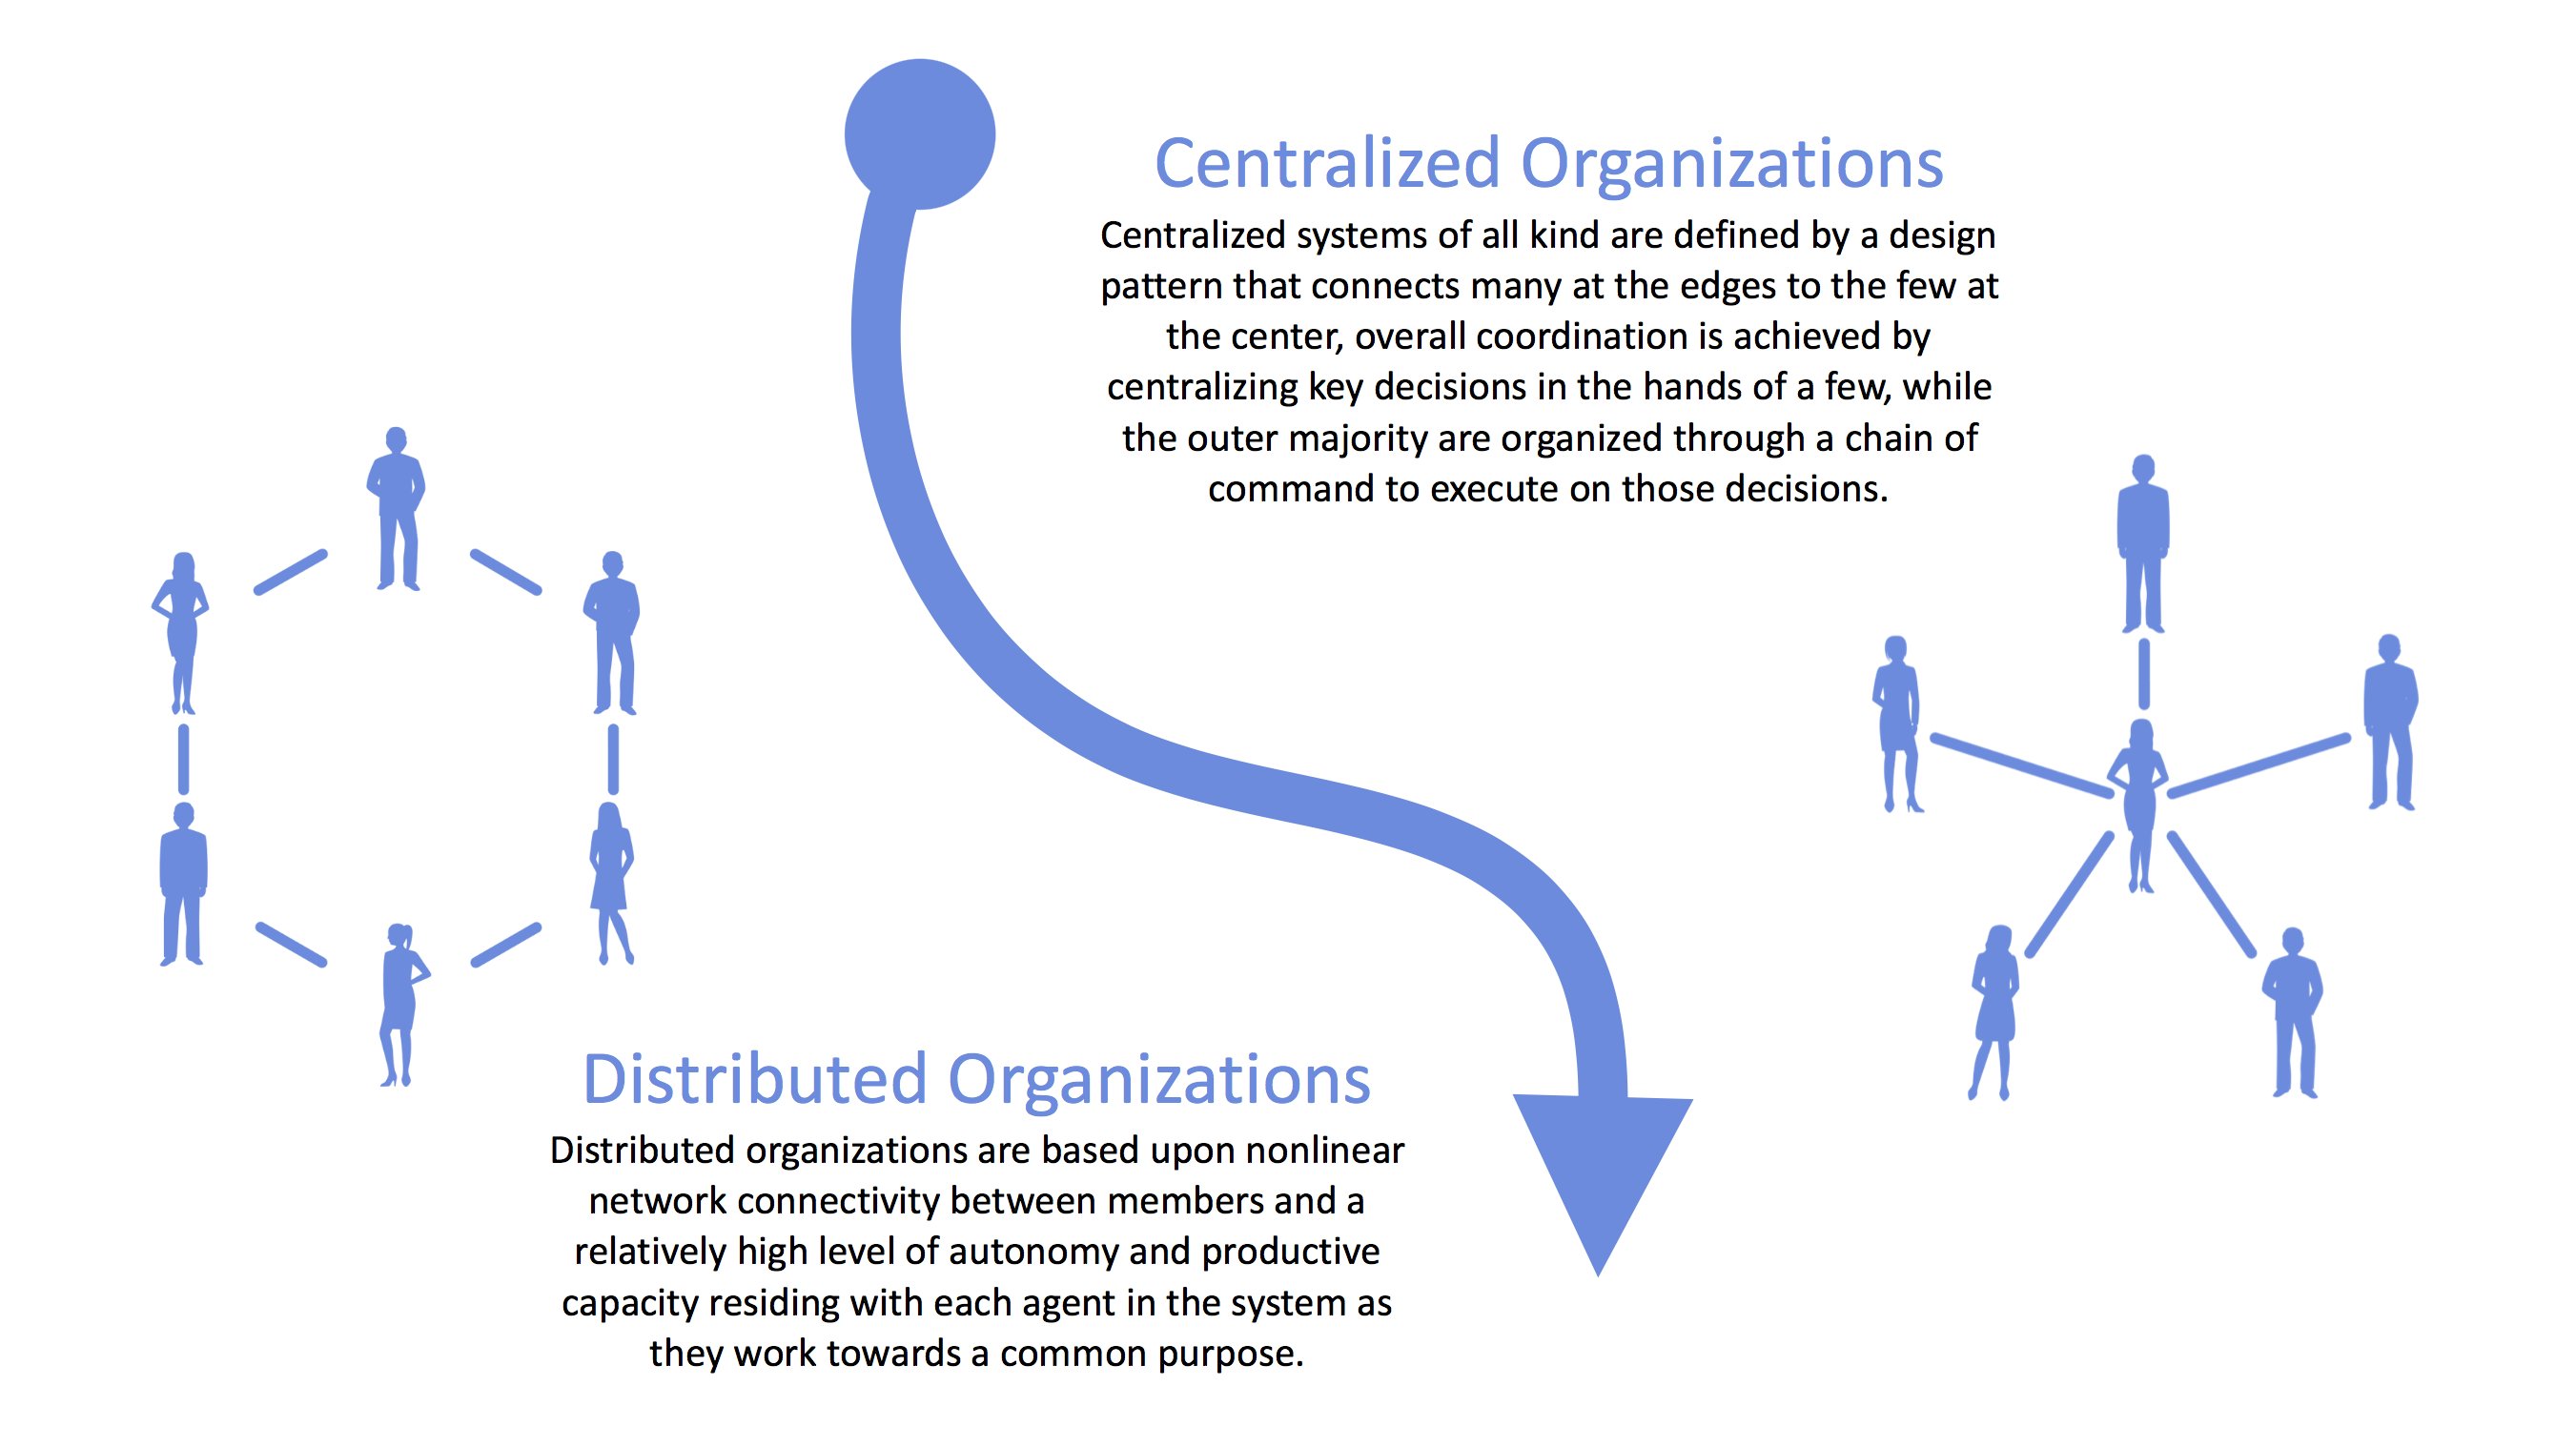 Centralized Organizations
Centralized systems of all kind are defined by a design
pattern that connects many at the edges to the few at
the center, overall coordination is achieved by
centralizing key decisions in the hands of a few, while
the outer majority are organized through a chain of
command to execute on those decisions.
Distributed Organizations
Distributed organizations are based upon nonlinear
network connectivity between members and a
relatively high level of autonomy and productive
capacity residing with each agent in the system as
they work towards a common purpose.